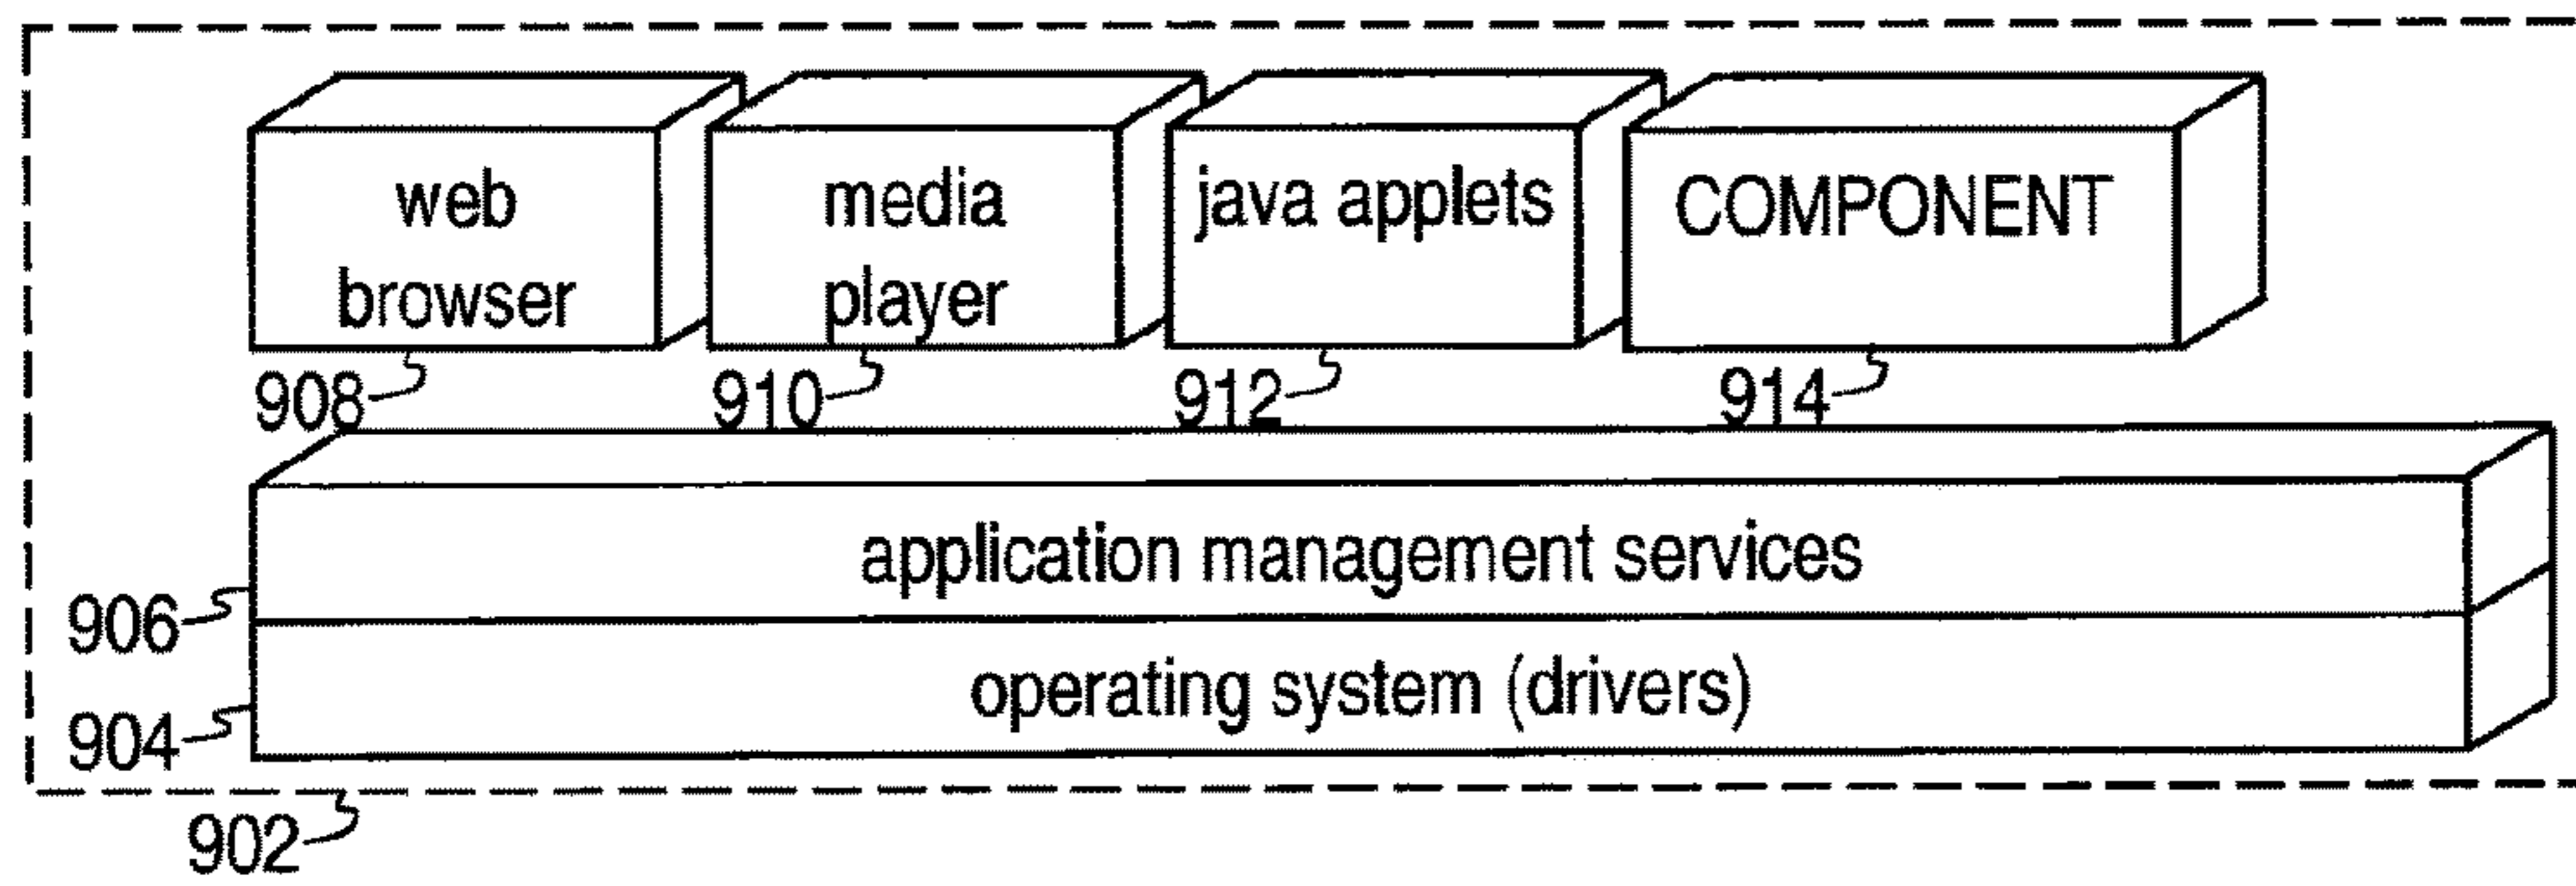 web
browser
media
player
java applets
COMPONENT
908
910
912
914
application management services
906
operating system (drivers)
904
902